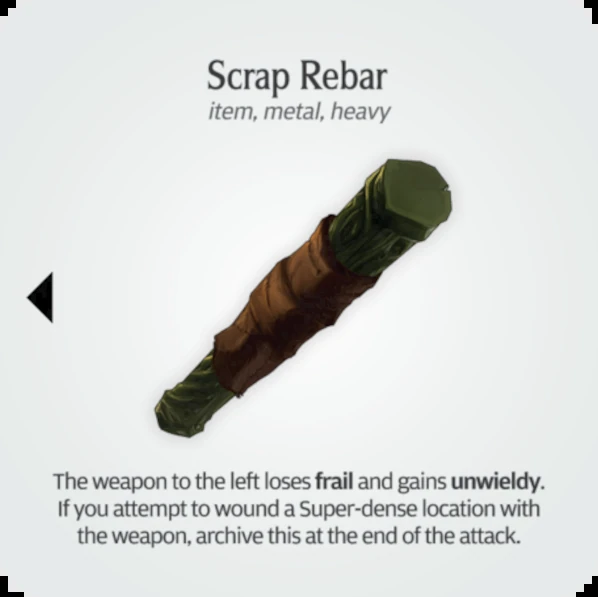 Scrap Rebar
item, metal, heavy
The weapon to the left loses frail and gains unwieldy.
If you attempt to wound a Super-dense location with
the weapon, archive this at the end of the attack.